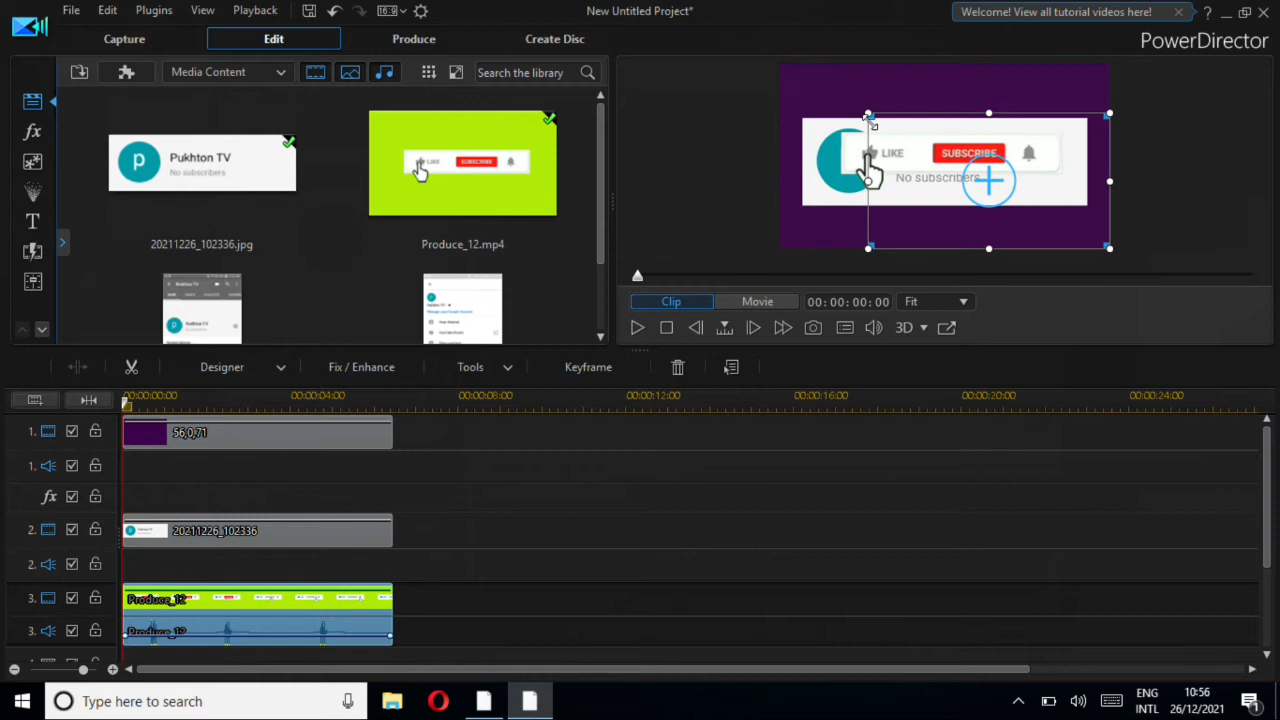 File Edit Plugins View Playback
16:9
New Untitled Project*
Welcome! View all tutorial videos here!
PowerDirector
Capture Edit Produce Create Disc
Media Content
Search the library
p Pukhton TV
No subscribers
20211226_102336.jpg
LIKE SUBSCRIBE
Produce_12.mp4
Pukhton TV
Pukhton TV
LIKE SUBSCRIBE
No subscribers
Clip Movie 00:00:00:00 Fit
3D
Designer Fix / Enhance Tools Keyframe
00:00:00:00 00:00:04:00 00:00:08:00 00:00:12:00 00:00:16:00 00:00:20:00 00:00:24:00
1. 56,0,71
1.
fx
2. 20211226_102336
2.
3. Produce_12
3. Produce_12
Type here to search
ENG
INTL
10:56
26/12/2021